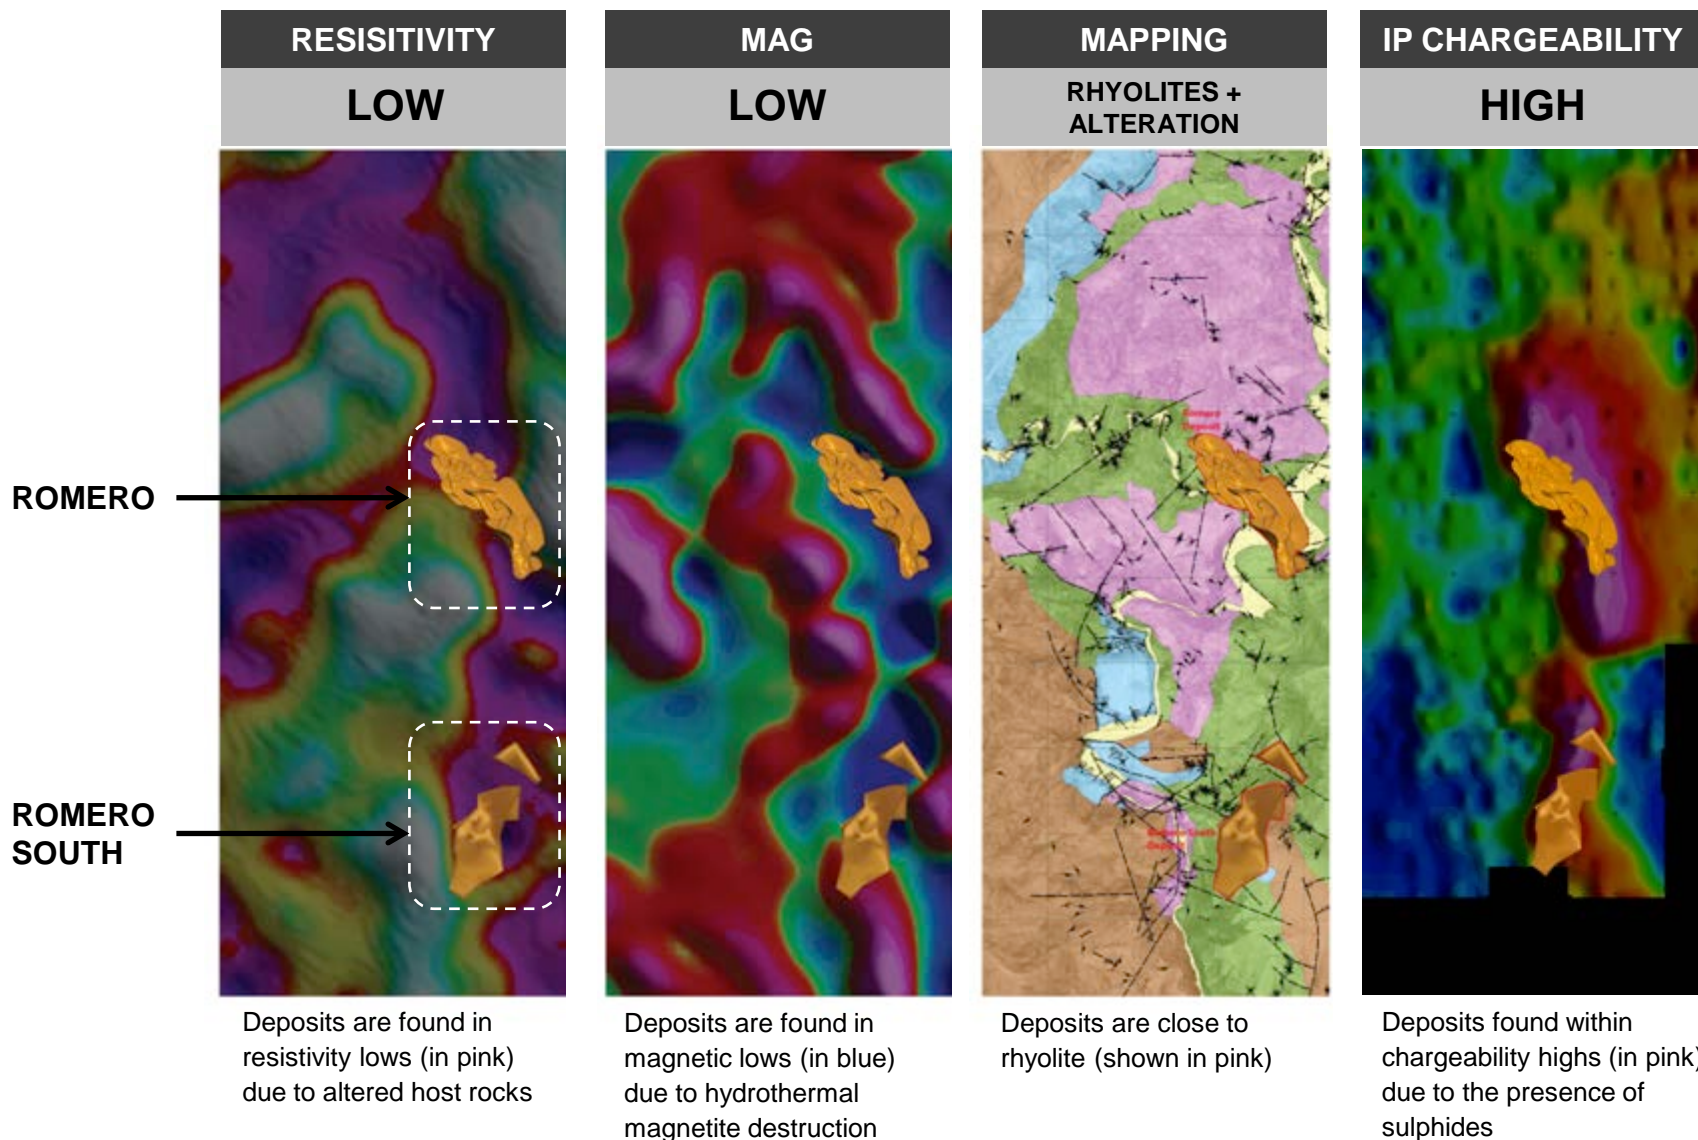 RESISITIVITY
LOW
MAG
LOW
MAPPING
RHYOLITES +
ALTERATION
IP CHARGEABILITY
HIGH
ROMERO
ROMERO
SOUTH
Deposits are found in
resistivity lows (in pink)
due to altered host rocks
Deposits are found in
magnetic lows (in blue)
due to hydrothermal
magnetite destruction
Deposits are close to
rhyolite (shown in pink)
Deposits found within
chargeability highs (in pink)
due to the presence of
sulphides